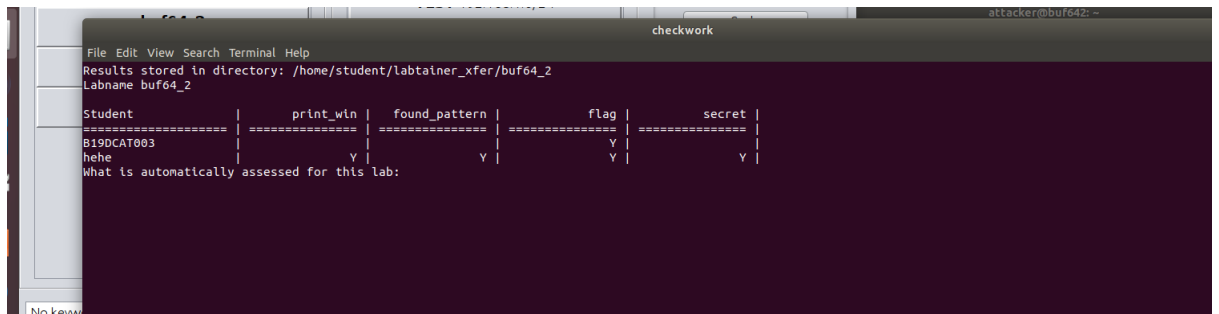 attacker@buf642: ~
checkwork
File Edit View Search Terminal Help
Results stored in directory: /home/student/labtainer_xfer/buf64_2
Labname buf64_2
Student | print_win | found_pattern | flag | secret |
==================== | =============== | =============== | =============== | =============== |
B19DCAT003 | | | Y | |
hehe | Y | Y | Y | Y |
What is automatically assessed for this lab: